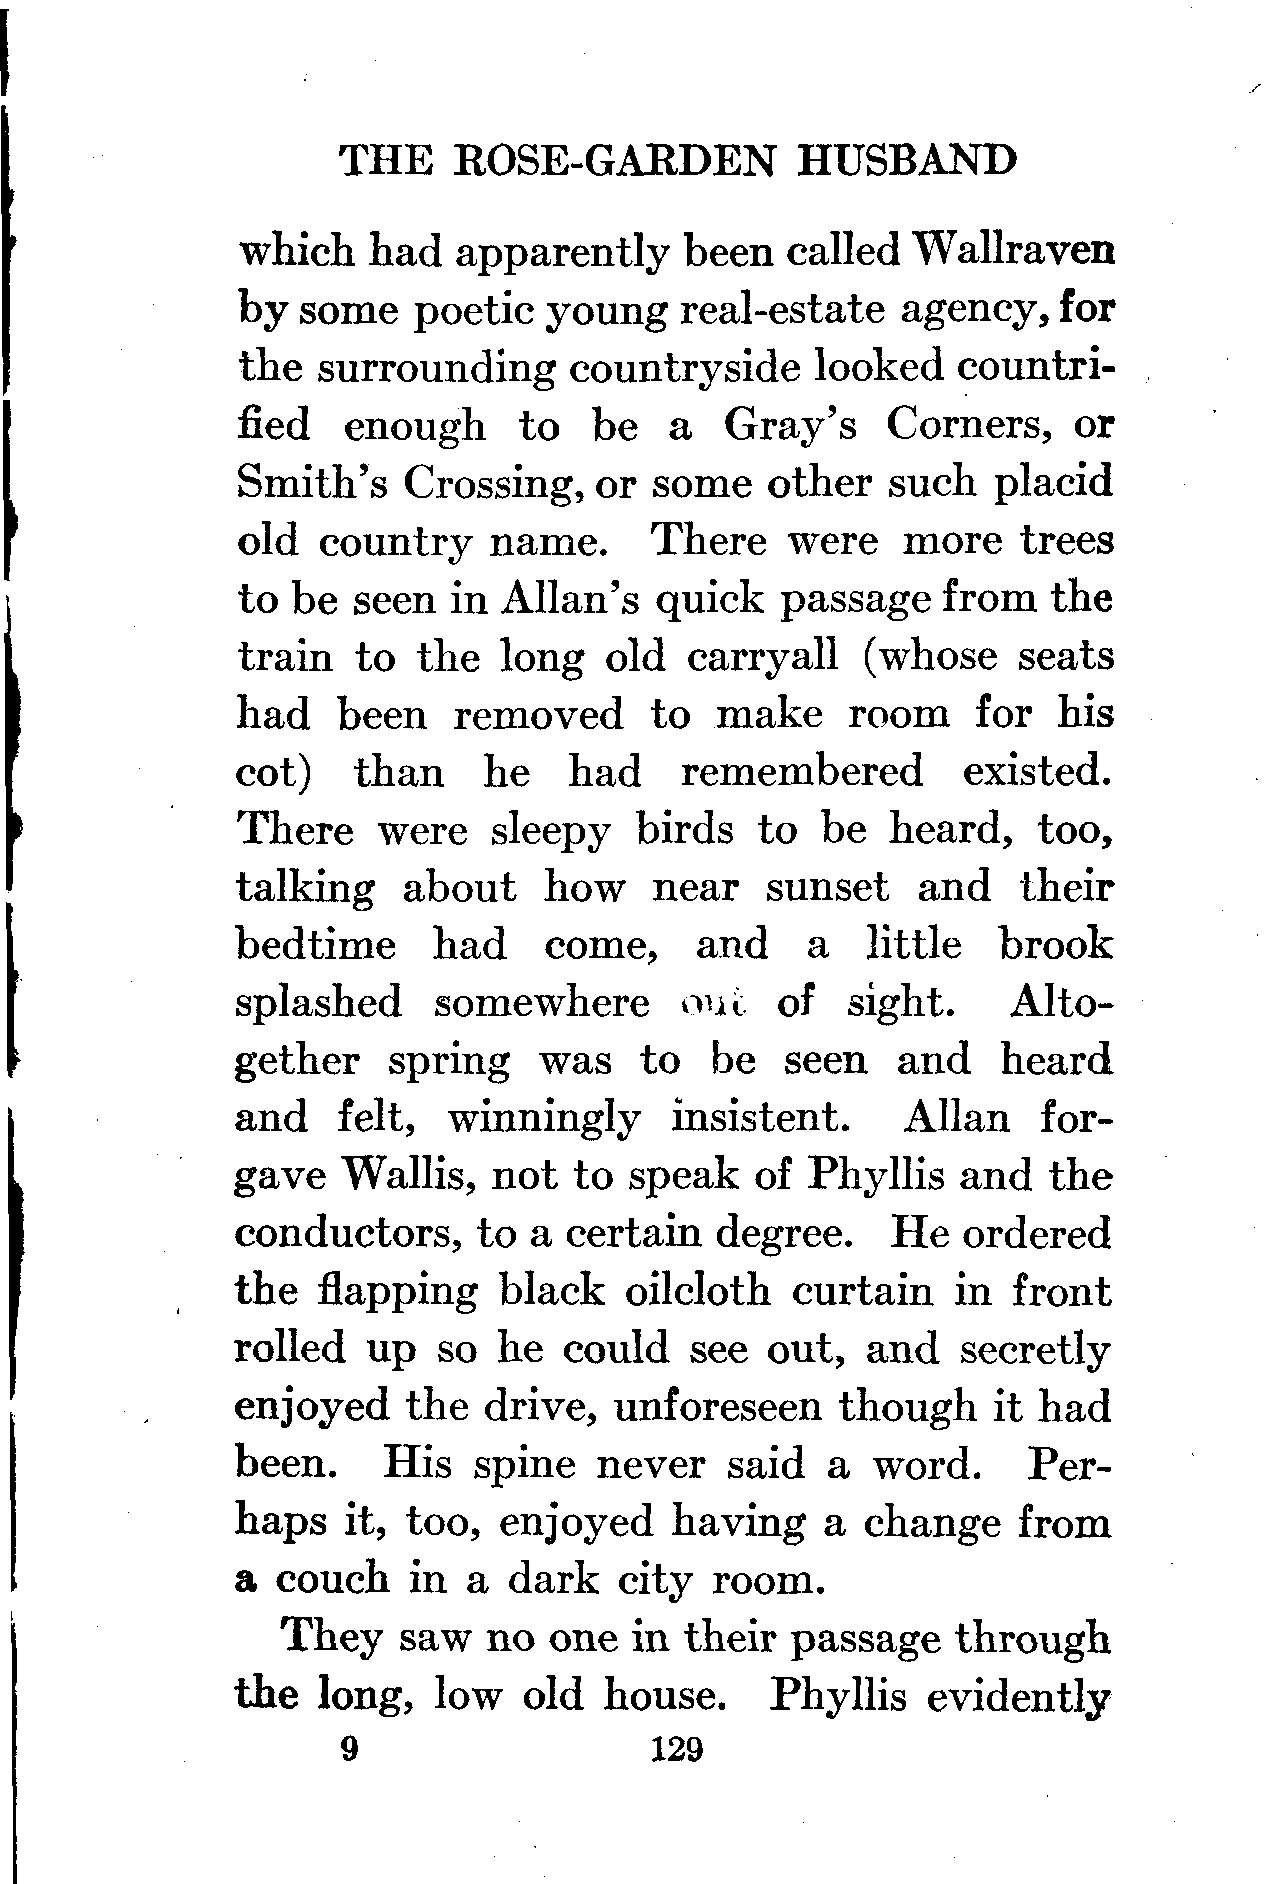 THE ROSE-GARDEN HUSBAND
which had apparently been called Wallraven
by some poetic young real-estate agency, for
the surrounding countryside looked countri-
fied enough to be a Gray's Corners, or
Smith's Crossing, or some other such placid
old country name. There were more trees
to be seen in Allan's quick passage from the
train to the long old carryall (whose seats
had been removed to make room for his
cot) than he had remembered existed.
There were sleepy birds to be heard, too,
talking about how near sunset and their
bedtime had come, and a little brook
splashed somewhere out of sight. Alto-
gether spring was to be seen and heard
and felt, winningly insistent. Allan for-
gave Wallis, not to speak of Phyllis and the
conductors, to a certain degree. He ordered
the flapping black oilcloth curtain in front
rolled up so he could see out, and secretly
enjoyed the drive, unforeseen though it had
been. His spine never said a word. Per-
haps it, too, enjoyed having a change from
a couch in a dark city room.
They saw no one in their passage through
the long, low old house. Phyllis evidently
9 129